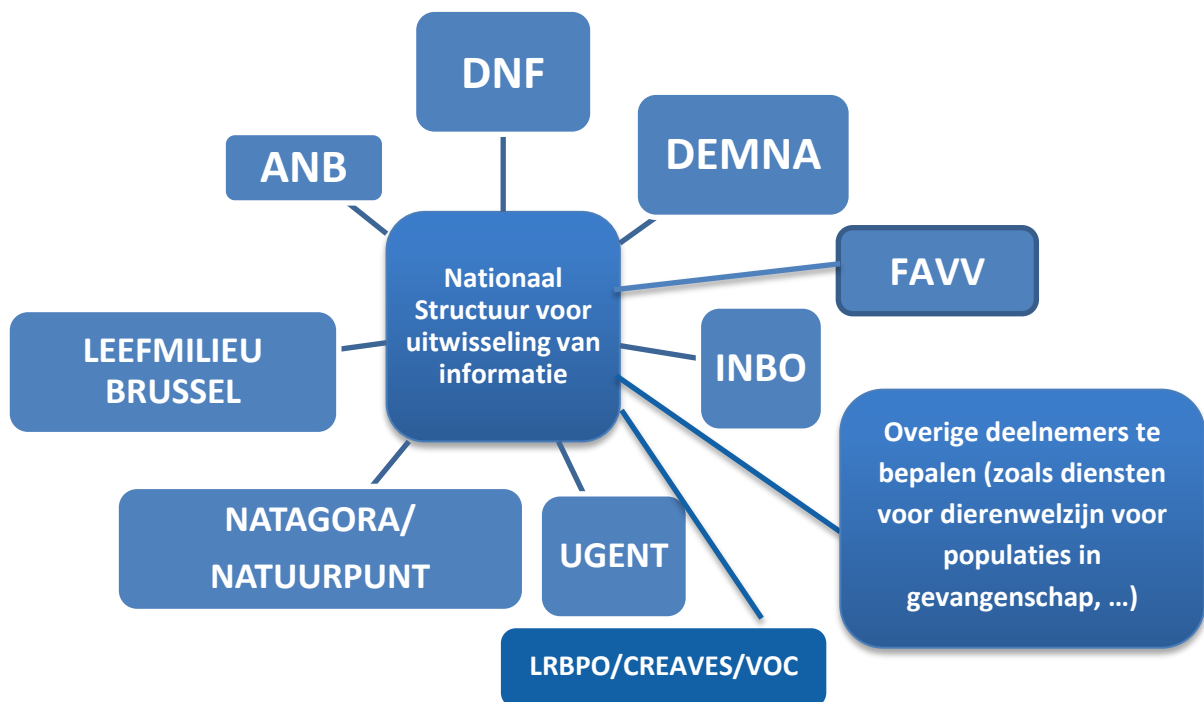 DNF
ANB
DEMNA
Nationaal
Structuur voor
uitwisseling van
informatie
FAVV
LEEFMILIEU
BRUSSEL
INBO
Overige deelnemers te
bepalen (zoals diensten
voor dierenwelzijn voor
populaties in
gevangenschap, ...)
NATAGORA/
NATUURPUNT
UGENT
LRBPO/CREAVES/VOC